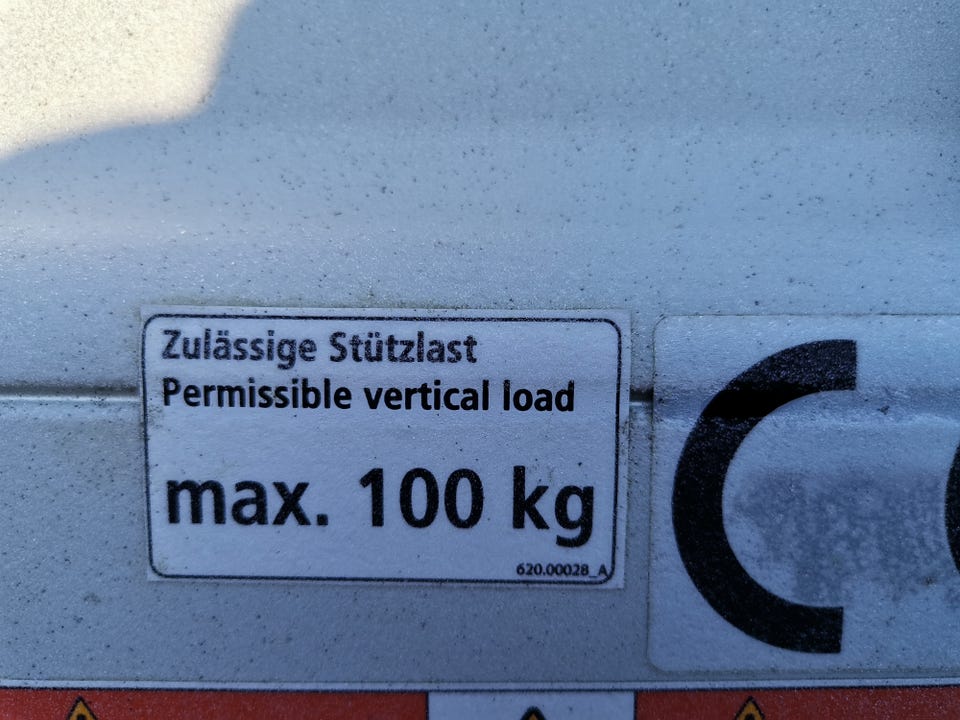 Zulässige Stützlast
Permissible vertical load
max. 100 kg
620.00028_A
C